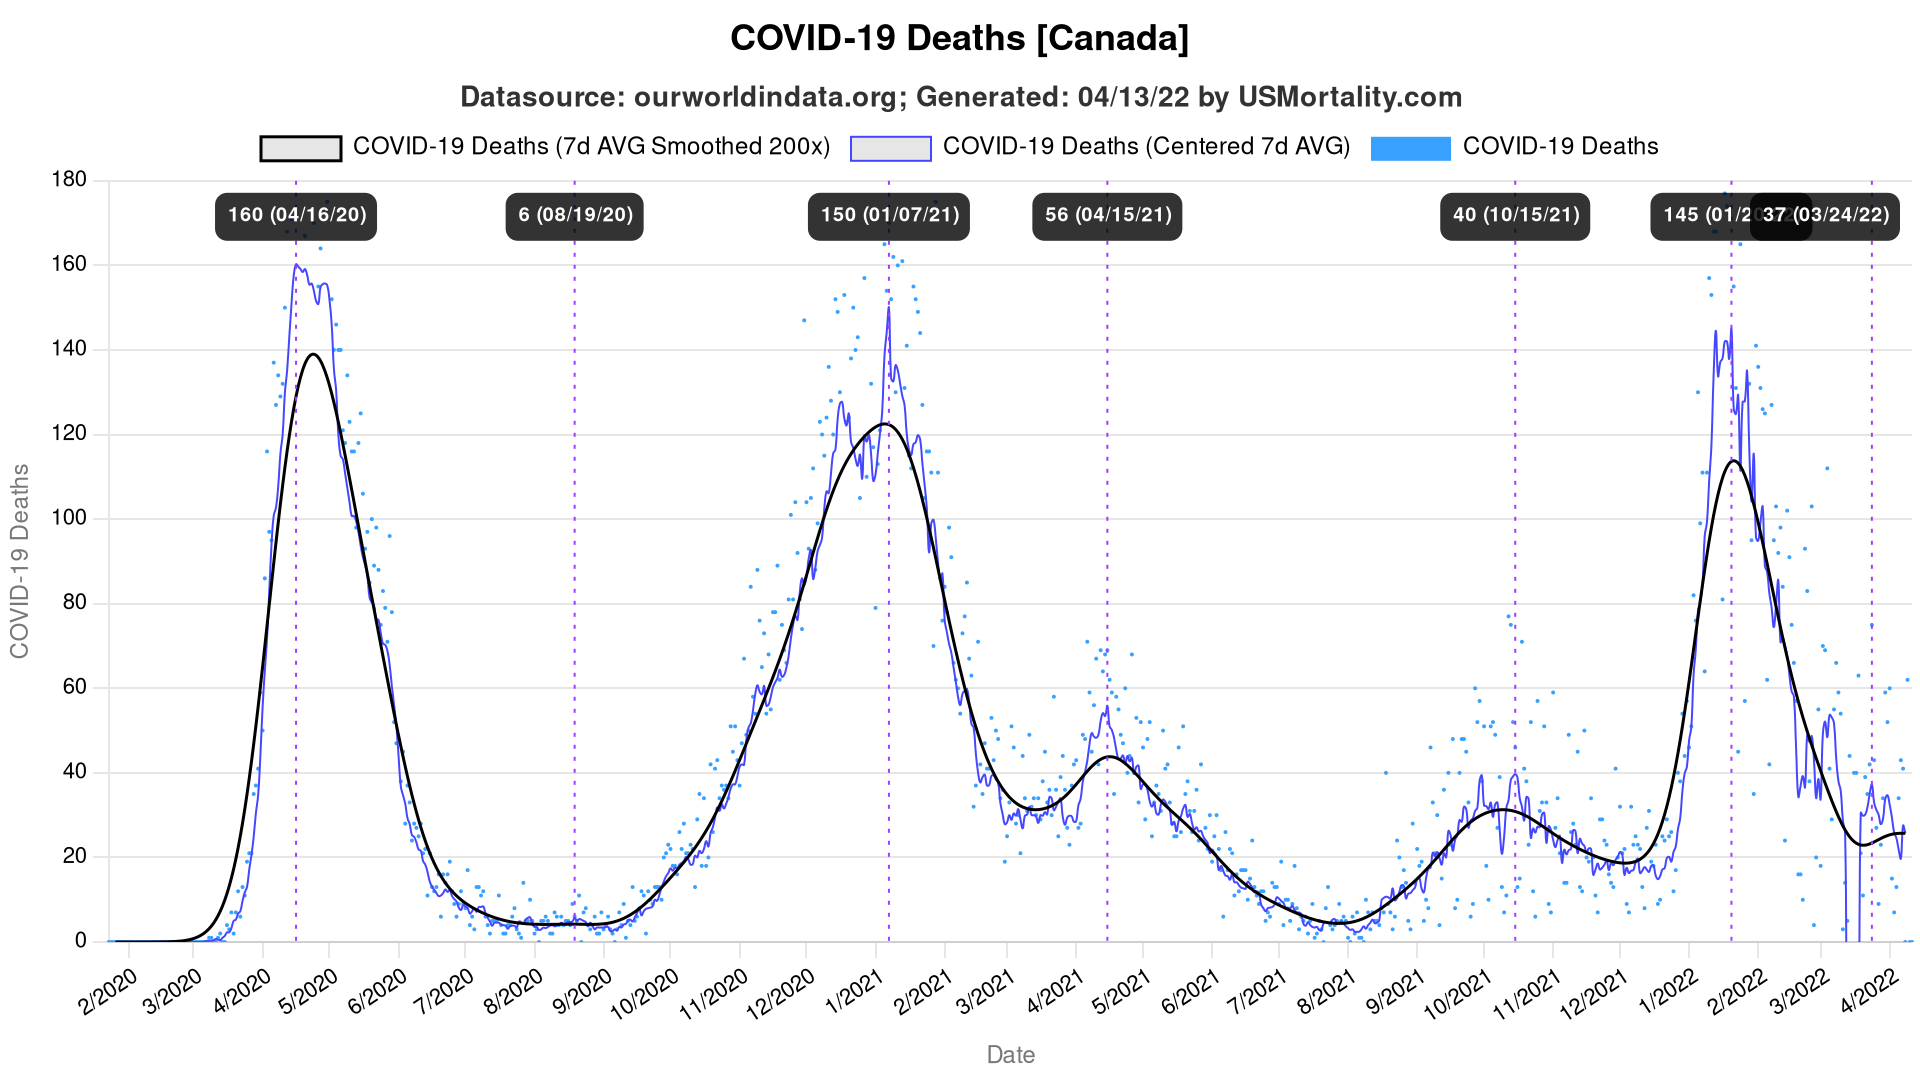 COVID-19 Deaths [Canada]
Datasource: ourworldindata.org; Generated: 04/13/22 by USMortality.com
COVID-19 Deaths (7d AVG Smoothed 200x) COVID-19 Deaths (Centered 7d AVG) COVID-19 Deaths
180
160 (04/16/20) 6 (08/19/20) 150 (01/07/21) 56 (04/15/21) 40 (10/15/21) 145 (01/2 37 (03/24/22)
160
140
120
100
80
60
40
20
0
COVID-19 Deaths
2/2020 3/2020 4/2020 5/2020 6/2020 7/2020 8/2020 9/2020 10/2020 11/2020 12/2020 1/2021 2/2021 3/2021 4/2021 5/2021 6/2021 7/2021 8/2021 9/2021 10/2021 11/2021 12/2021 1/2022 2/2022 3/2022 4/2022
Date